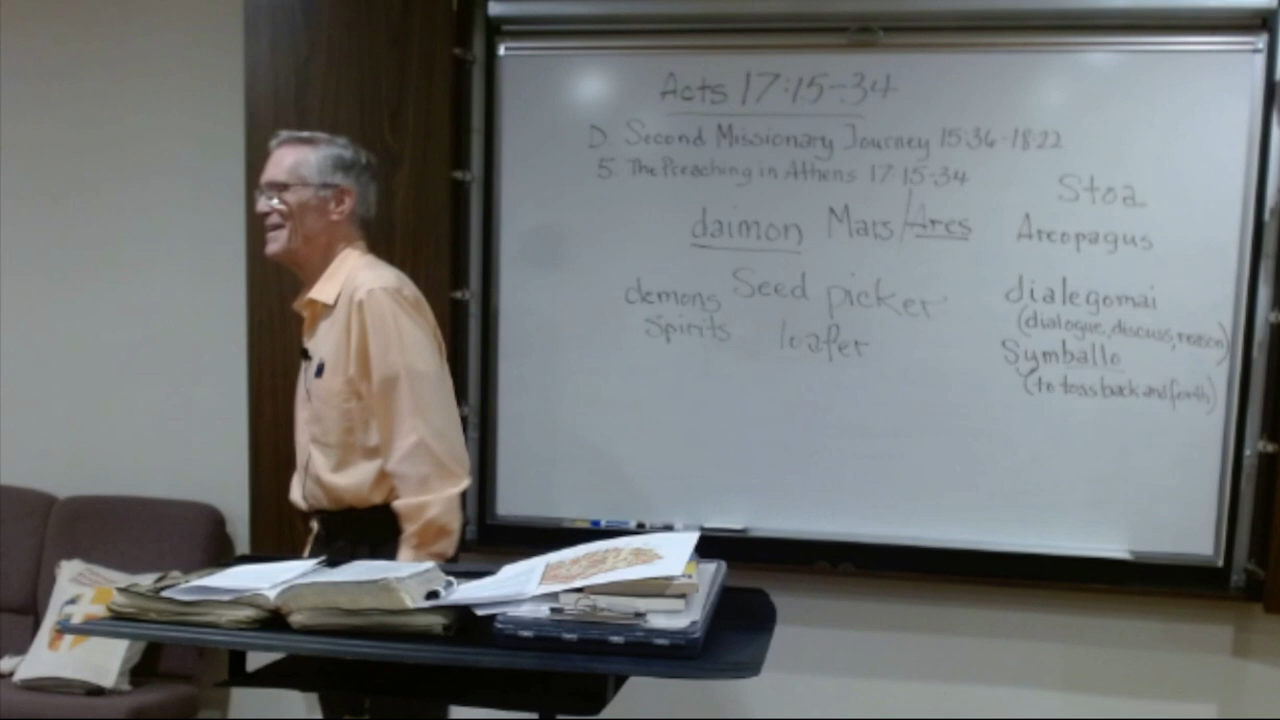 Acts 17:15-34
D. Second Missionary Journey 15:36-18:22
5. The Preaching in Athens 17:15-34
Stoa
daimon Mars/Ares Areopagus
demons Seed picker dialegomai
spirits loafer (dialogue, discuss, reason)
Symballo
(to toss back and forth)